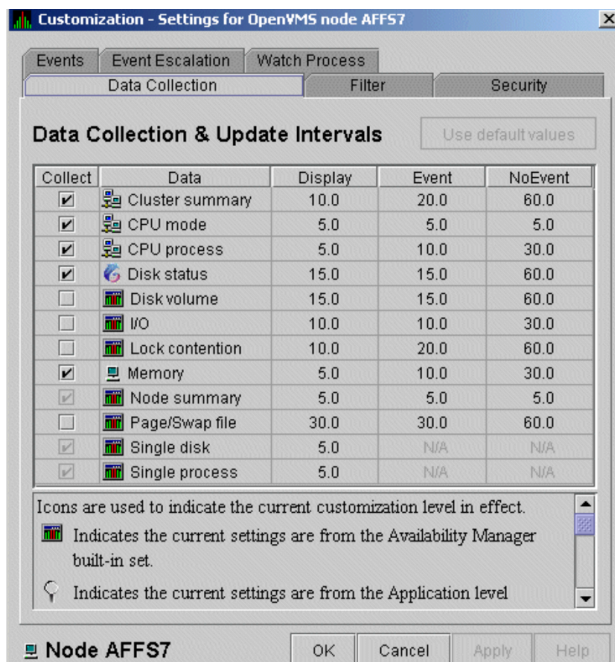 Customization - Settings for OpenVMS node AFFS7
Events Event Escalation Watch Process
Data Collection Filter Security
Data Collection & Update Intervals Use default values
Collect Data Display Event NoEvent
Cluster summary 10.0 20.0 60.0
CPU mode 5.0 5.0 5.0
CPU process 5.0 10.0 30.0
Disk status 15.0 15.0 60.0
Disk volume 15.0 15.0 60.0
I/O 10.0 10.0 30.0
Lock contention 10.0 20.0 60.0
Memory 5.0 10.0 30.0
Node summary 5.0 5.0 5.0
Page/Swap file 30.0 30.0 60.0
Single disk 5.0 N/A N/A
Single process 5.0 N/A N/A
Icons are used to indicate the current customization level in effect.
Indicates the current settings are from the Availability Manager
built-in set.
Indicates the current settings are from the Application level
Node AFFS7 OK Cancel Apply Help